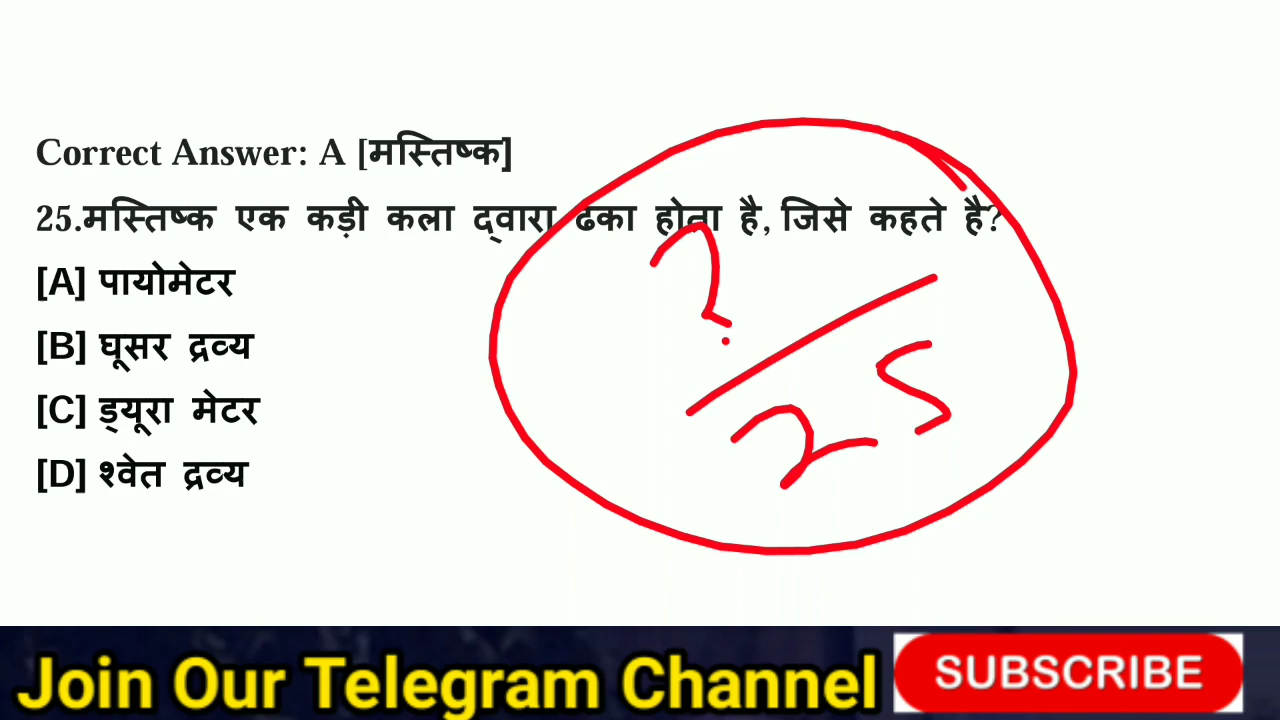 Correct Answer: A [मस्तिष्क]
25.मस्तिष्क एक कड़ी कला द्वारा ढका होता है, जिसे कहते है?
[A] पायोमेटर
[B] घूसर द्रव्य
[C] ड्यूरा मेटर
[D] श्वेत द्रव्य
?
25
Join Our Telegram Channel SUBSCRIBE